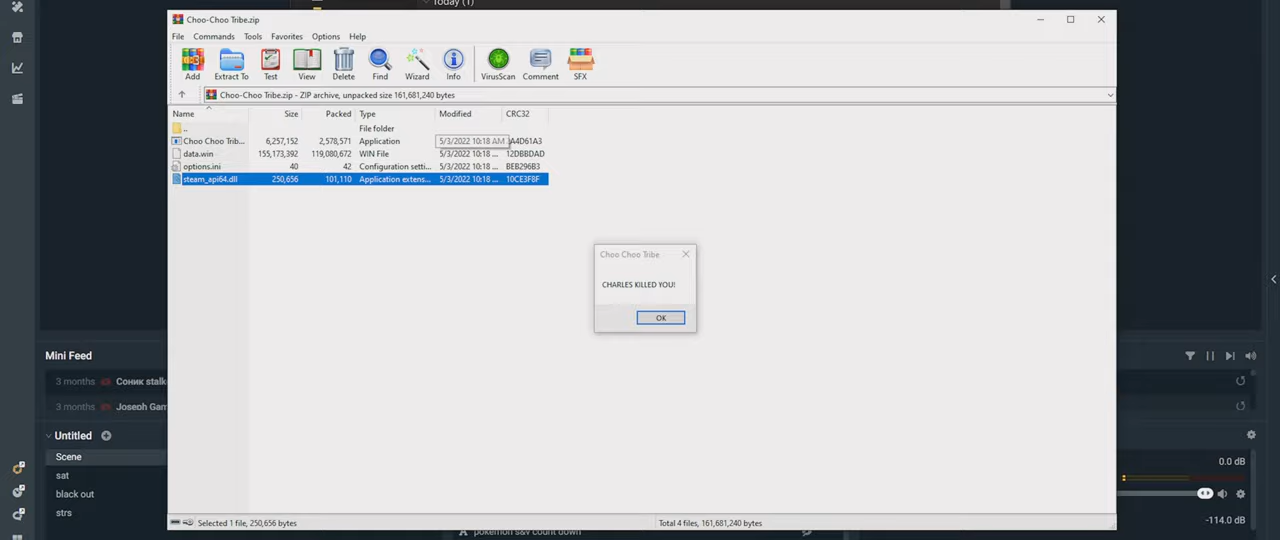 Today (1)
Choo-Choo Tribe.zip
File Commands Tools Favorites Options Help
Add Extract To Test View Delete Find Wizard Info VirusScan Comment SFX
Choo-Choo Tribe.zip - ZIP archive, unpacked size 161,681,240 bytes
Name Size Packed Type Modified CRC32
.. File folder
Choo Choo Trib... 6,257,152 2,578,571 Application 5/3/2022 10:18 AM A4D61A3
data.win 155,173,392 119,080,672 WIN File 5/3/2022 10:18 ... 12DBBDAD
options.ini 40 42 Configuration setti... 5/3/2022 10:18 ... BEB296B3
steam_api64.dll 250,656 101,110 Application extens... 5/3/2022 10:18 ... 10CE3F8F
Choo Choo Tribe
CHARLES KILLED YOU!
OK
Mini Feed
3 months Соник stalk
3 months Joseph Gam
Untitled
Scene
sat
black out
strs
0.0 dB
-114.0 dB
Selected 1 file, 250,656 bytes
Total 4 files, 161,681,240 bytes
pokemon s&v count down